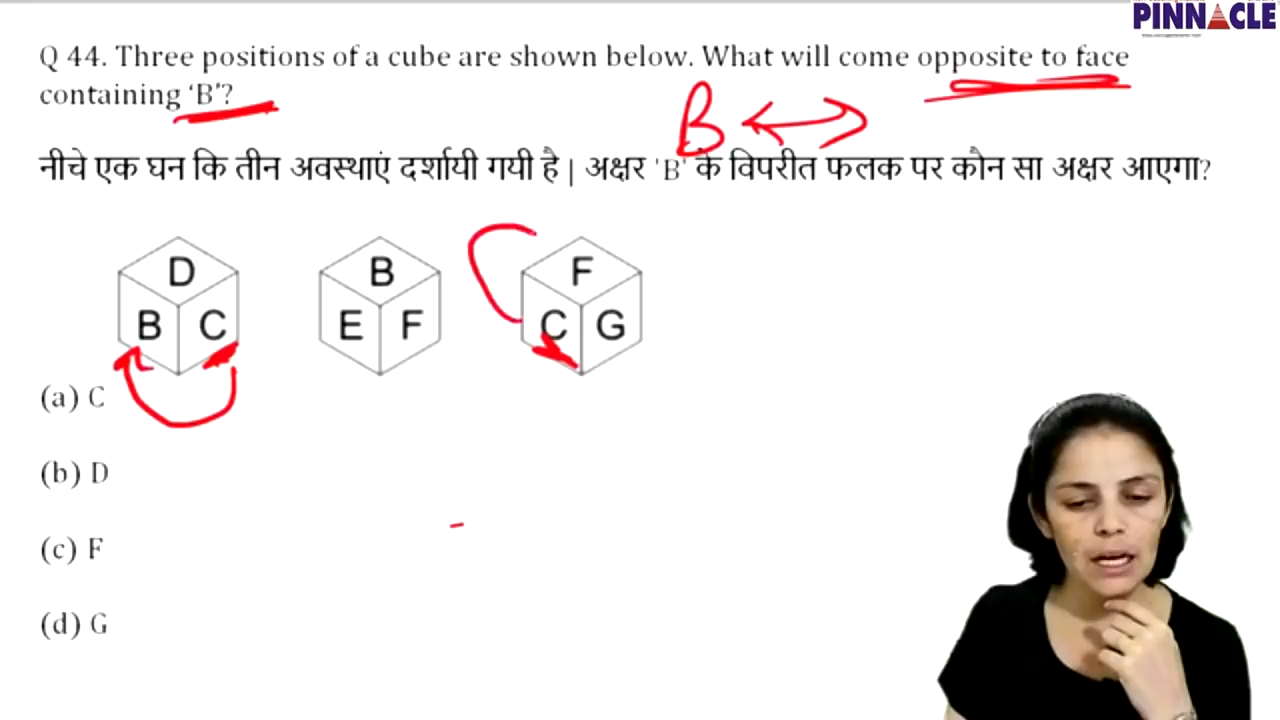 PINNACLE
Q 44. Three positions of a cube are shown below. What will come opposite to face
containing ‘B’?
B
नीचे एक घन कि तीन अवस्थाएं दर्शायी गयी है | अक्षर 'B' के विपरीत फलक पर कौन सा अक्षर आएगा?
D B F
B C E F C G
(a) C
(b) D
(c) F
(d) G